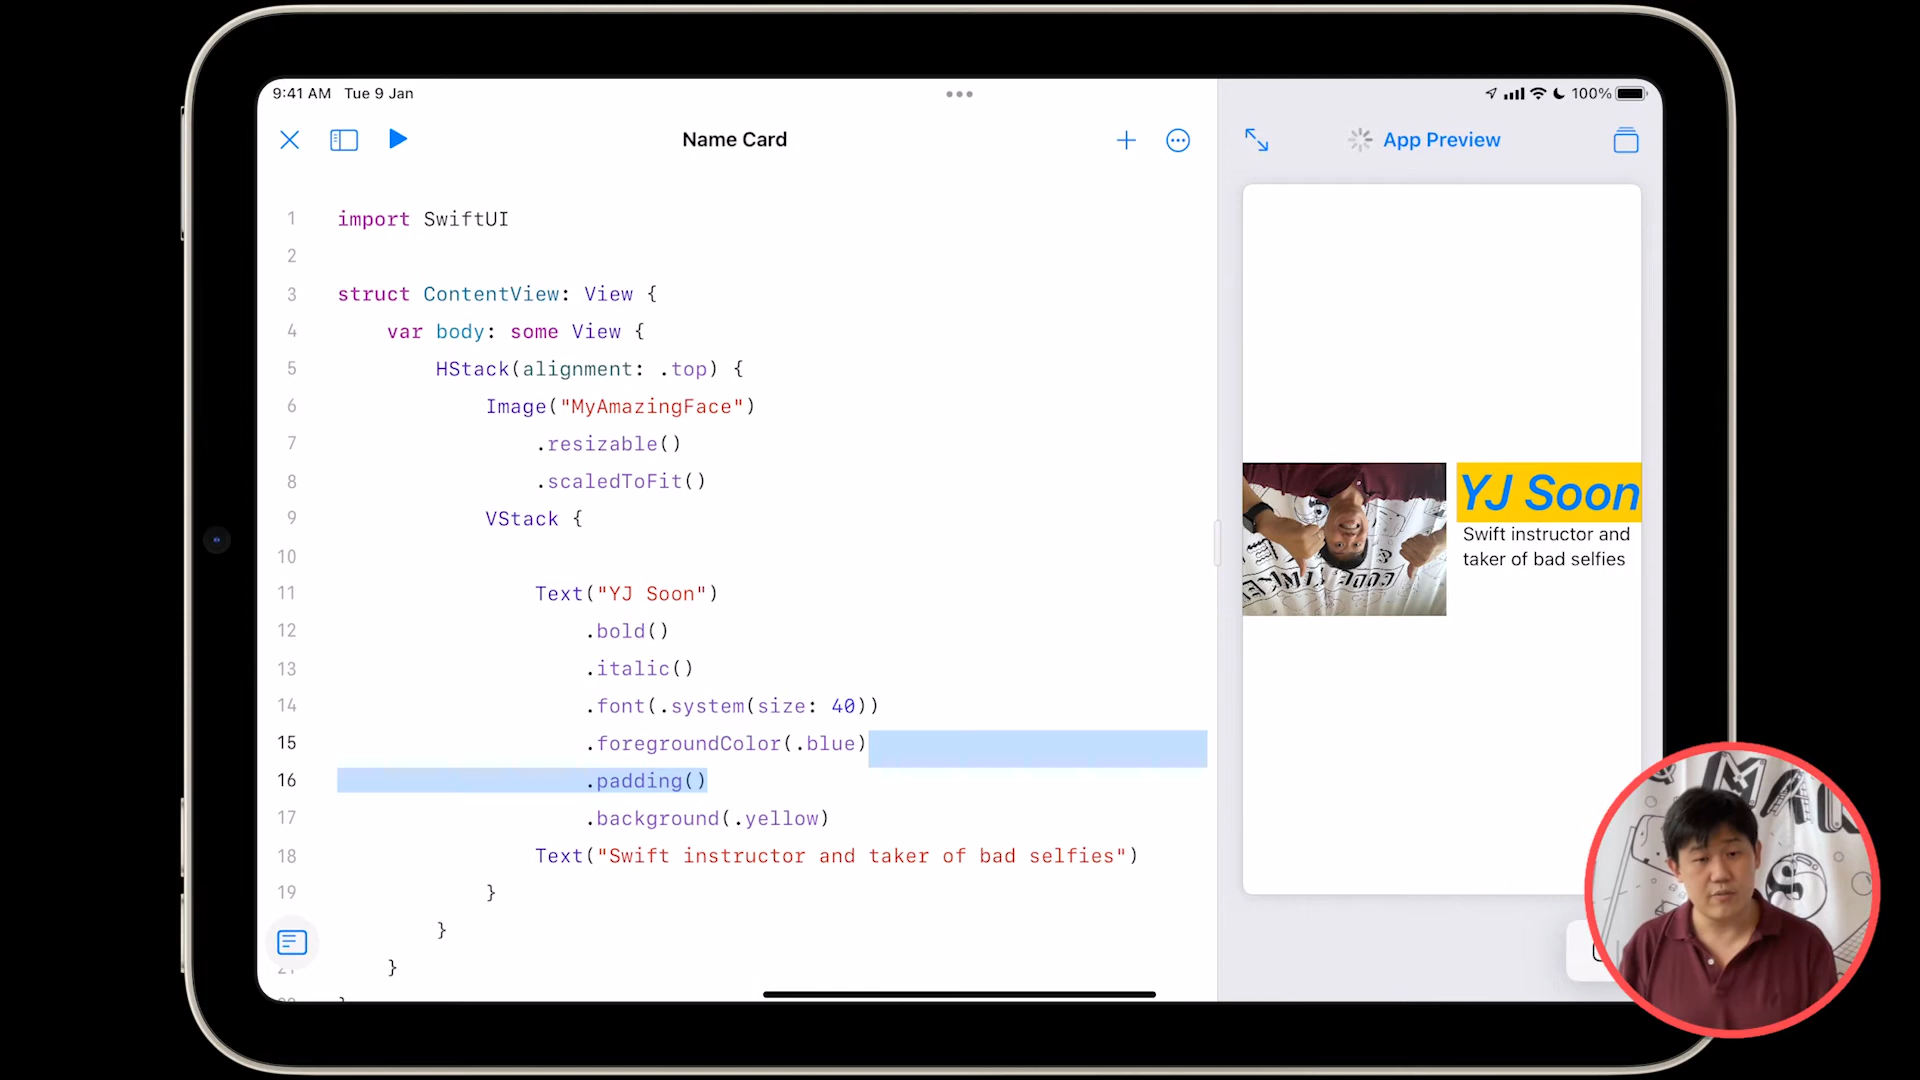 9:41 AM Tue 9 Jan
100%
Name Card
App Preview
1 import SwiftUI
2
3 struct ContentView: View {
4 var body: some View {
5 HStack(alignment: .top) {
6 Image("MyAmazingFace")
7 .resizable()
8 .scaledToFit()
9 VStack {
10
11 Text("YJ Soon")
12 .bold()
13 .italic()
14 .font(.system(size: 40))
15 .foregroundColor(.blue)
16 .padding()
17 .background(.yellow)
18 Text("Swift instructor and taker of bad selfies")
19 }
}
}
YJ Soon
Swift instructor and
taker of bad selfies